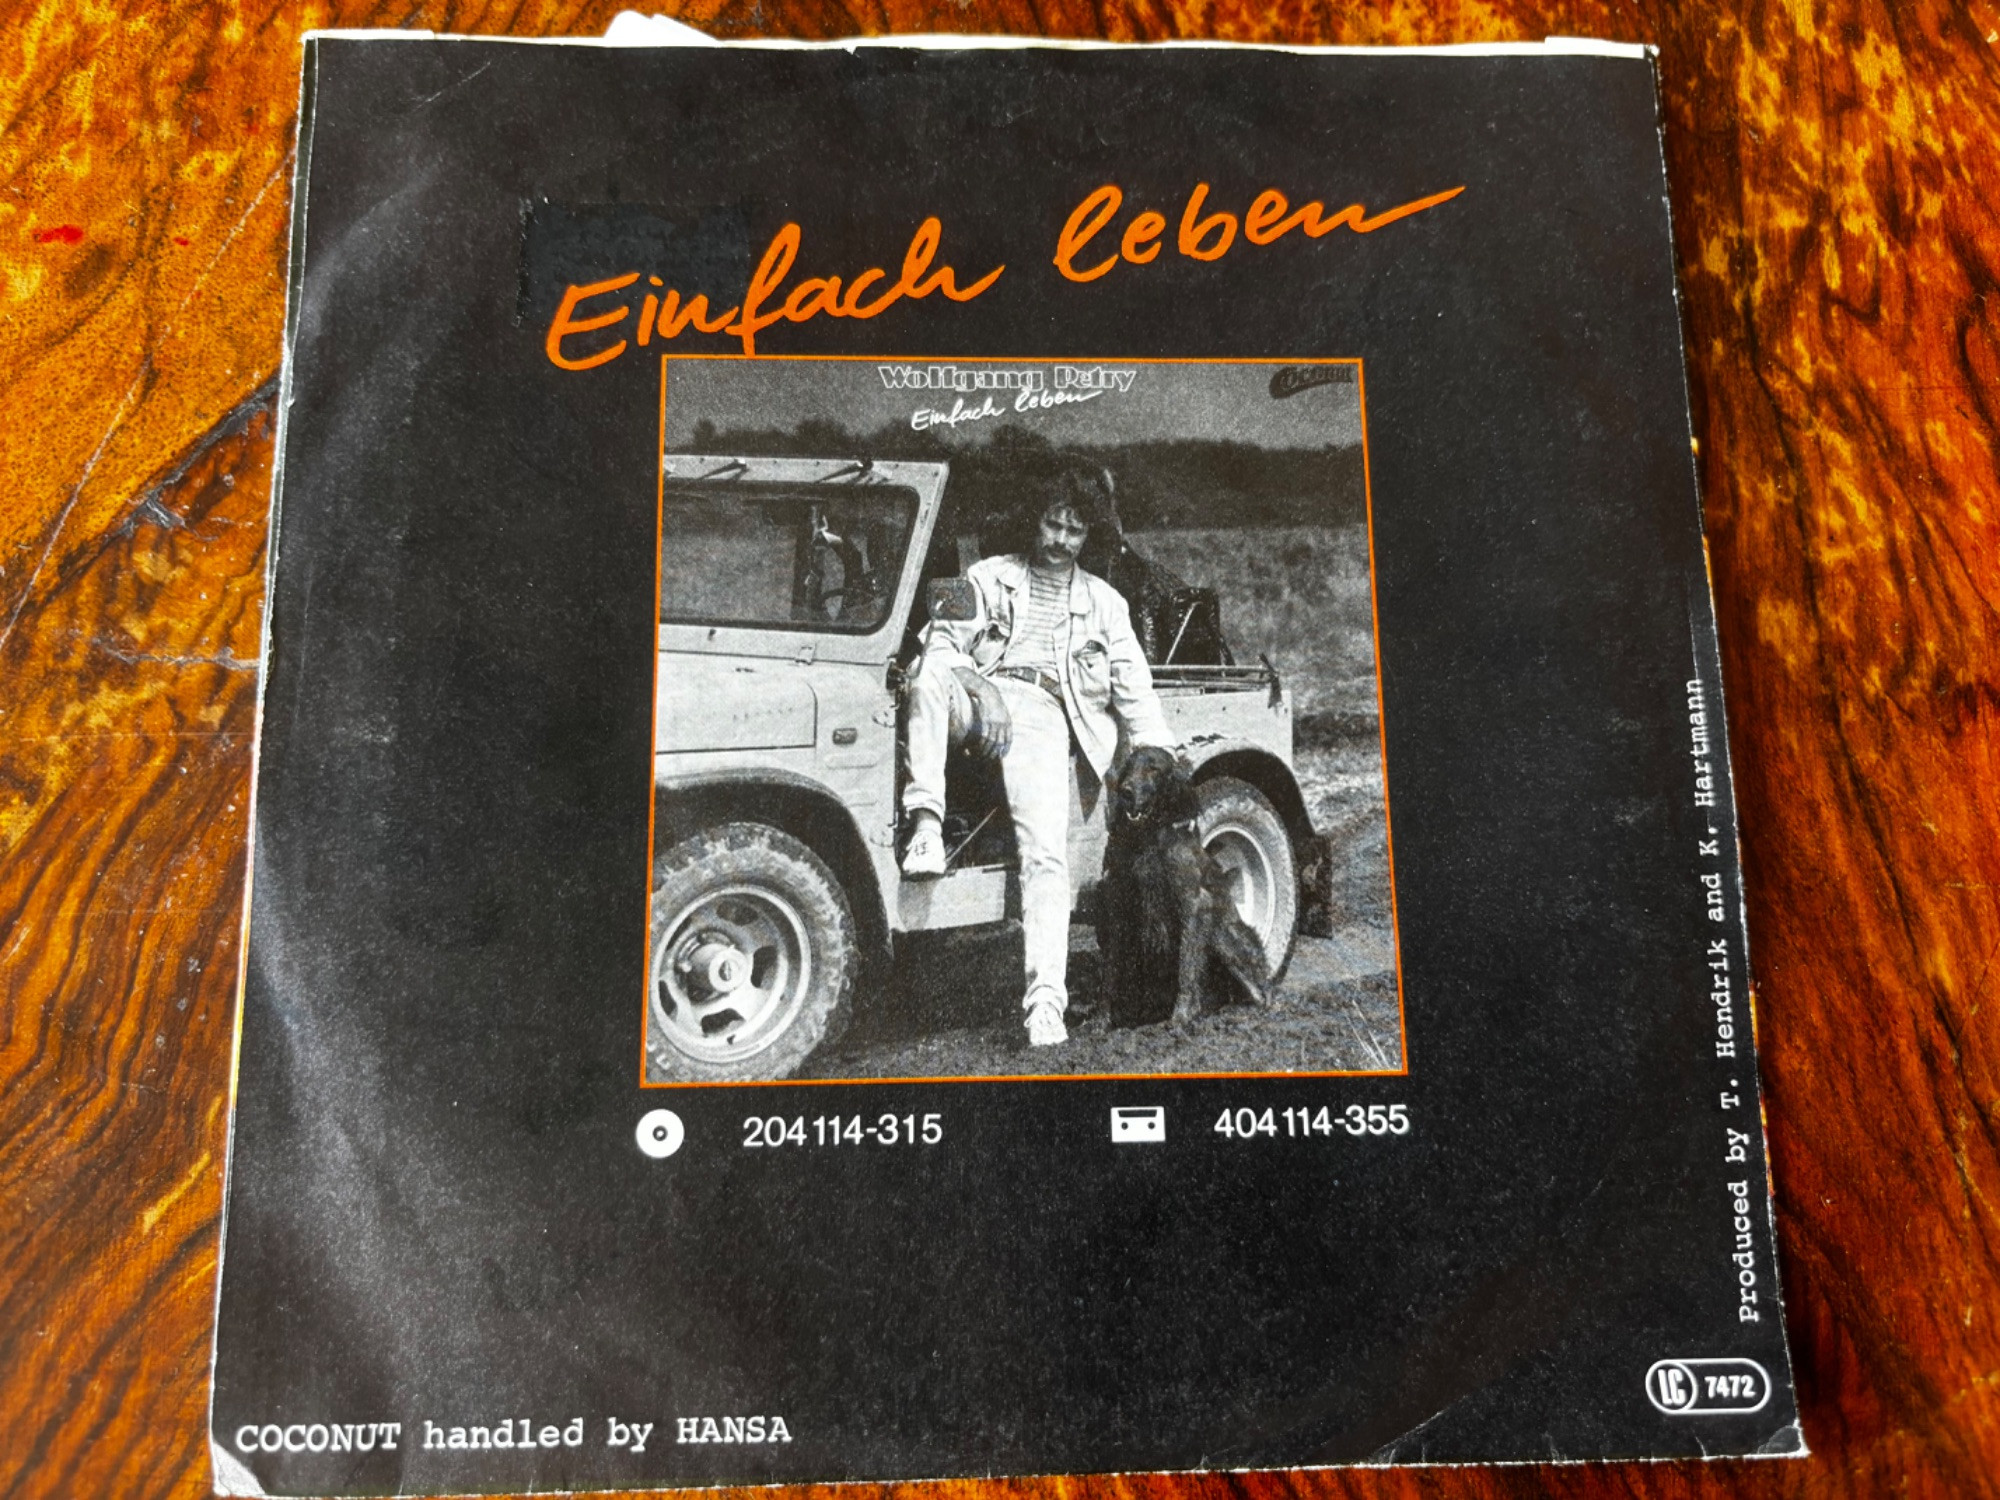 Einfach leben
Wolfgang Petry
Einfach leben
COCONUT
204 114-315
404 114-355
Produced by T. Hendrik and K. Hartmann
LC 7472
COCONUT handled by HANSA